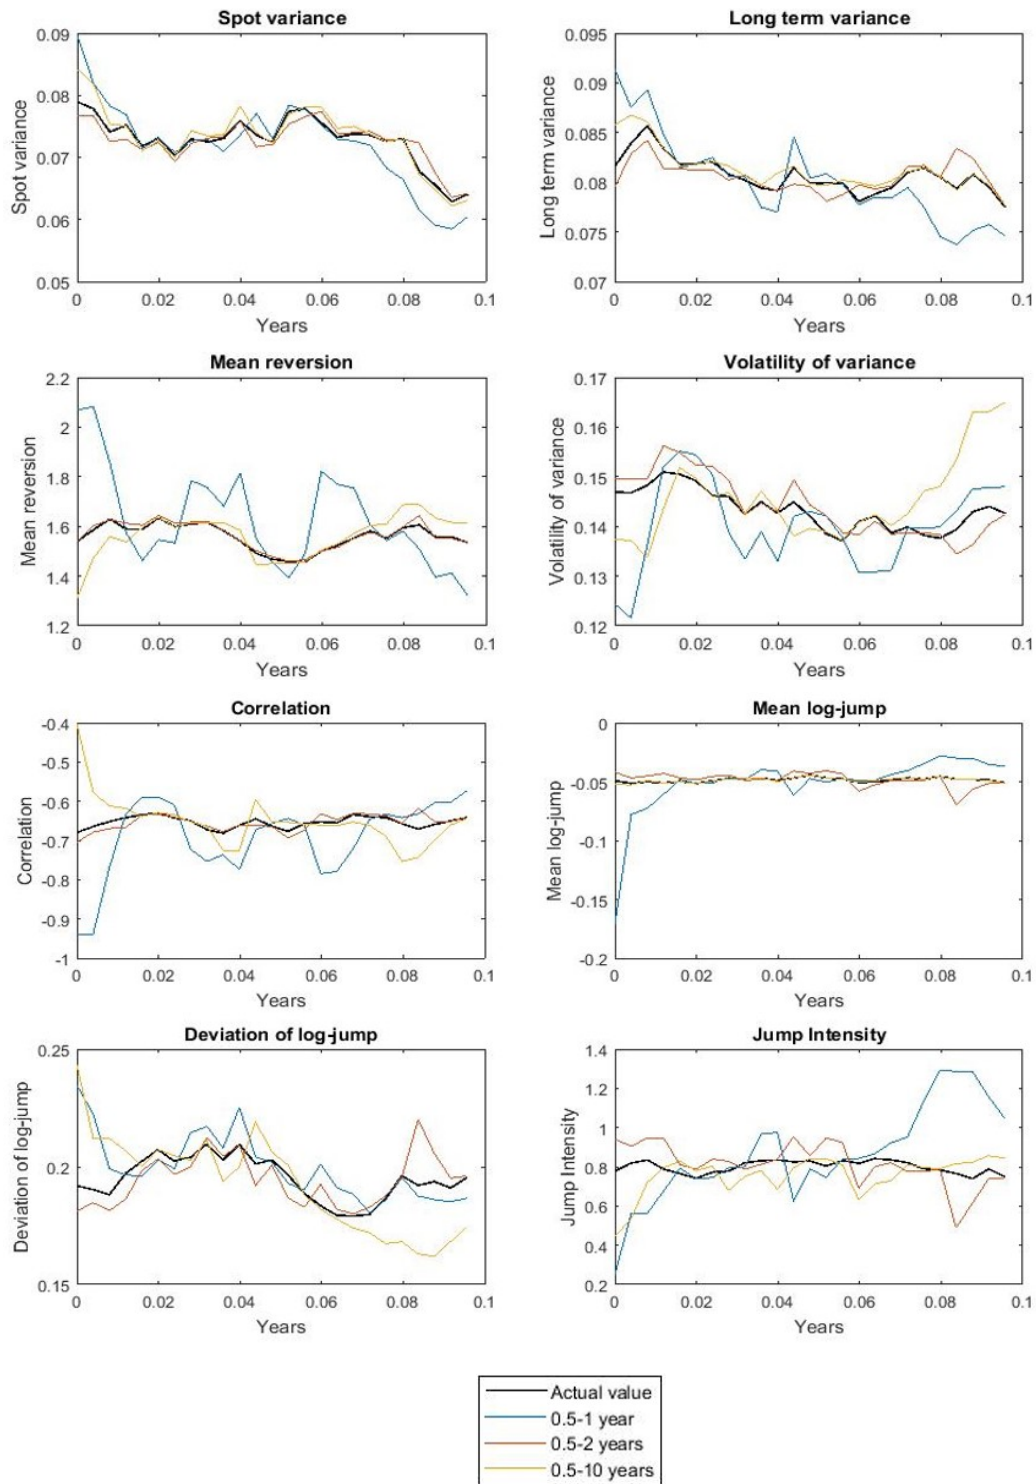 Spot variance
0.09
0.08
0.07
0.06
0.05
Spot variance
0 0.02 0.04 0.06 0.08 0.1
Years
Long term variance
0.095
0.09
0.085
0.08
0.075
0.07
Long term variance
0 0.02 0.04 0.06 0.08 0.1
Years
Mean reversion
2.2
2
1.8
1.6
1.4
1.2
Mean reversion
0 0.02 0.04 0.06 0.08 0.1
Years
Volatility of variance
0.17
0.16
0.15
0.14
0.13
0.12
Volatility of variance
0 0.02 0.04 0.06 0.08 0.1
Years
Correlation
-0.4
-0.5
-0.6
-0.7
-0.8
-0.9
-1
Correlation
0 0.02 0.04 0.06 0.08 0.1
Years
Mean log-jump
0
-0.05
-0.1
-0.15
-0.2
Mean log-jump
0 0.02 0.04 0.06 0.08 0.1
Years
Deviation of log-jump
0.25
0.2
0.15
Deviation of log-jump
0 0.02 0.04 0.06 0.08 0.1
Years
Jump Intensity
1.4
1.2
1
0.8
0.6
0.4
0.2
Jump Intensity
0 0.02 0.04 0.06 0.08 0.1
Years
Actual value
0.5-1 year
0.5-2 years
0.5-10 years